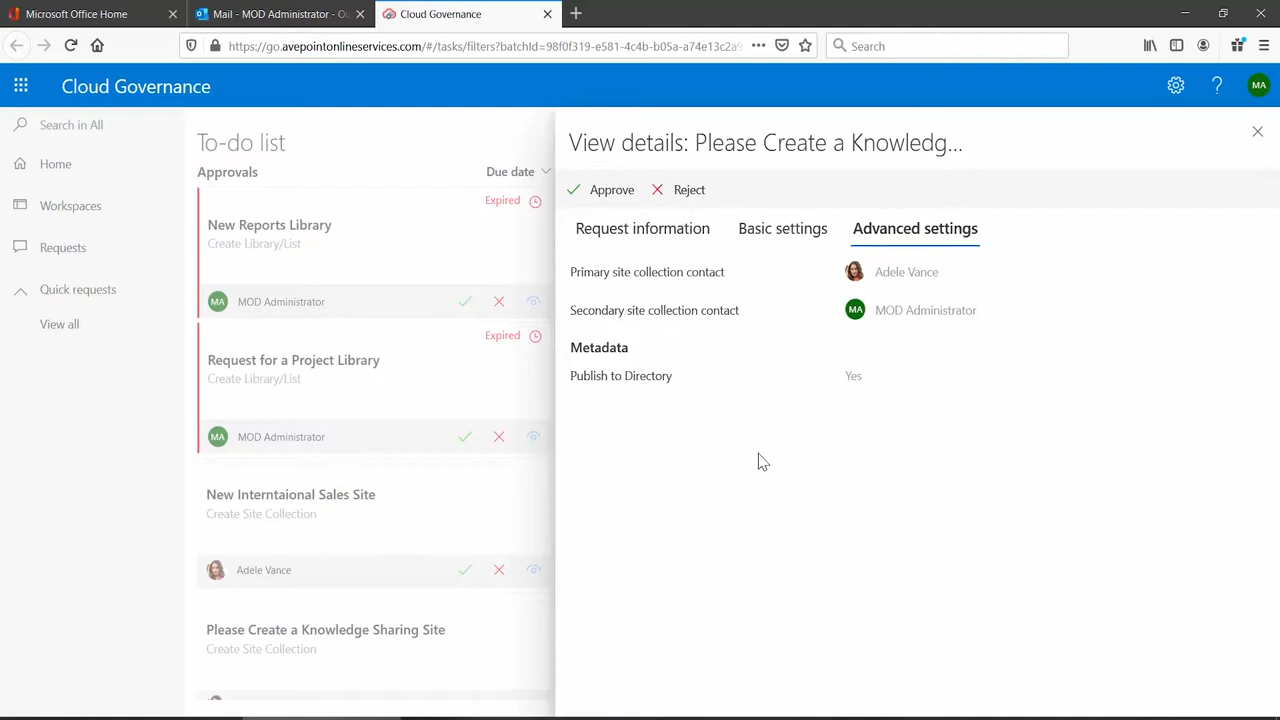 Microsoft Office Home
Mail - MOD Administrator - Ou
Cloud Governance
https://go.avepointonlineservices.com/#/tasks/filters?batchId=98f0f319-e581-4c4b-b05a-a74e13c2a9
Search
Cloud Governance
MA
Search in All
Home
Workspaces
Requests
Quick requests
View all
To-do list
Approvals
Due date
Expired
New Reports Library
Create Library/List
MA
MOD Administrator
Expired
Request for a Project Library
Create Library/List
MA
MOD Administrator
New Interntaional Sales Site
Create Site Collection
Adele Vance
Please Create a Knowledge Sharing Site
Create Site Collection
View details: Please Create a Knowledg...
Approve
Reject
Request information
Basic settings
Advanced settings
Primary site collection contact
Adele Vance
Secondary site collection contact
MA
MOD Administrator
Metadata
Publish to Directory
Yes